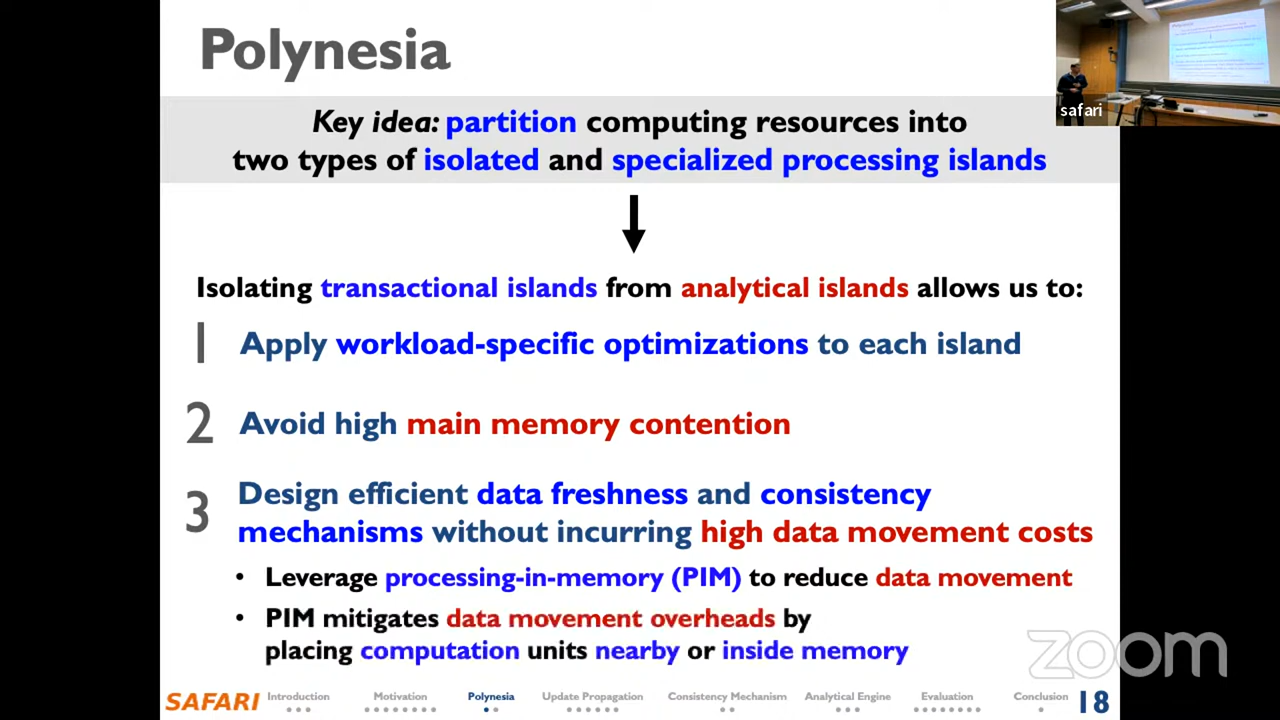 Polynesia
Key idea: partition computing resources into
two types of isolated and specialized processing islands
Isolating transactional islands from analytical islands allows us to:
1 Apply workload-specific optimizations to each island
2 Avoid high main memory contention
3 Design efficient data freshness and consistency
mechanisms without incurring high data movement costs
• Leverage processing-in-memory (PIM) to reduce data movement
• PIM mitigates data movement overheads by
placing computation units nearby or inside memory
safari
zoom
SAFARI Introduction Motivation Polynesia Update Propagation Consistency Mechanism Analytical Engine Evaluation Conclusion 18